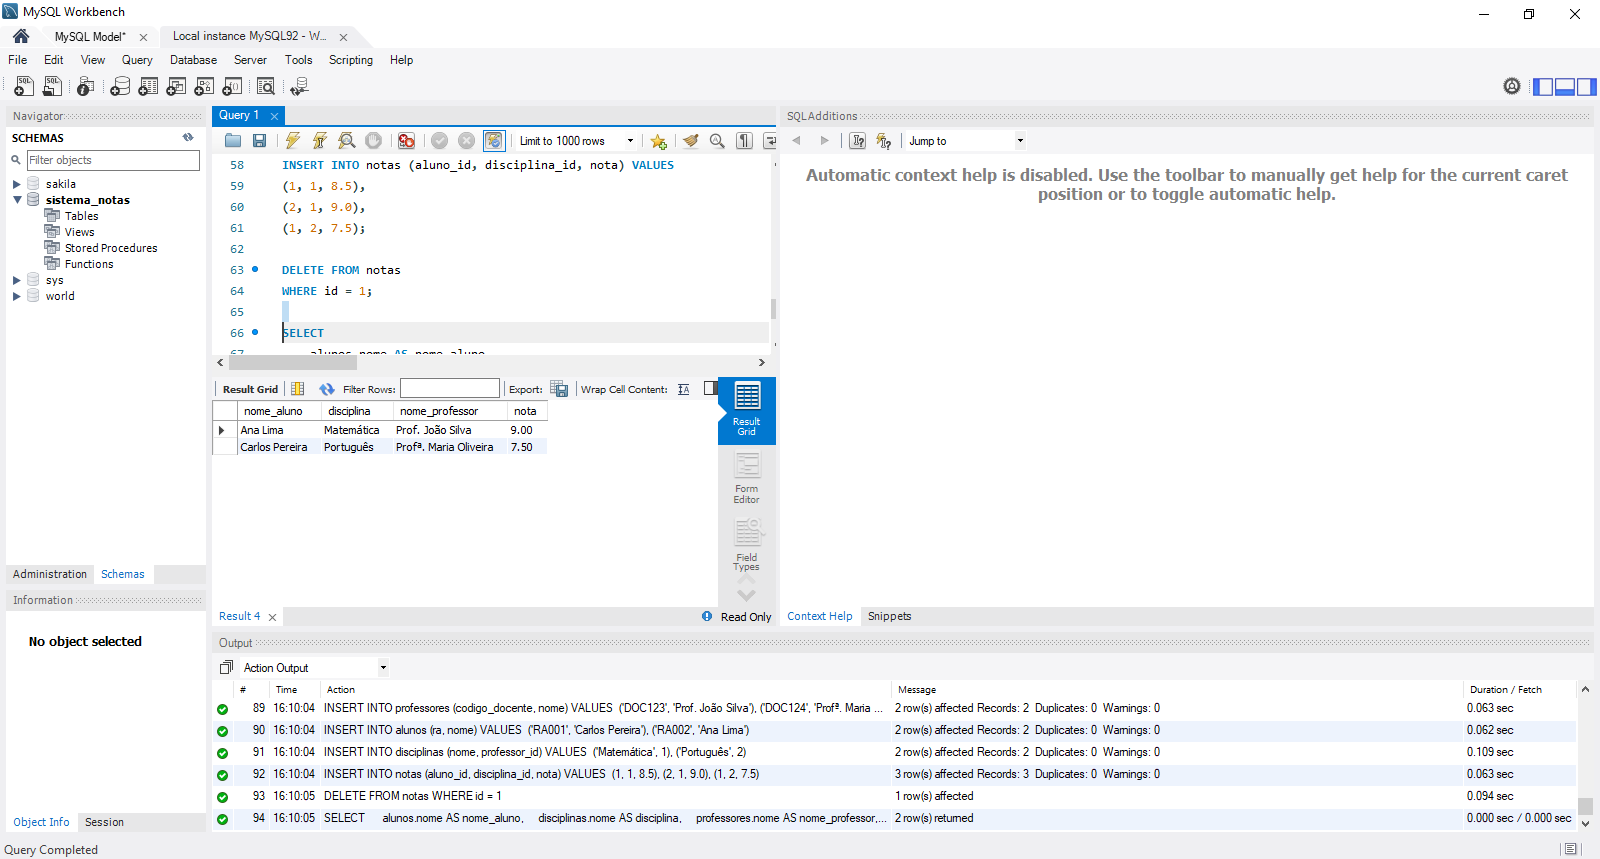 MySQL Workbench
MySQL Model*
Local instance MySQL92 - W...
File Edit View Query Database Server Tools Scripting Help
Navigator
SCHEMAS
Filter objects
sakila
sistema_notas
Tables
Views
Stored Procedures
Functions
sys
world
Administration Schemas
Information
No object selected
Object Info Session
Query 1
Limit to 1000 rows
58 INSERT INTO notas (aluno_id, disciplina_id, nota) VALUES
59 (1, 1, 8.5),
60 (2, 1, 9.0),
61 (1, 2, 7.5);
62
63 DELETE FROM notas
64 WHERE id = 1;
65
66 SELECT
67 alunos.nome AS nome_aluno,
Result Grid Filter Rows: Export: Wrap Cell Content:
nome_aluno disciplina nome_professor nota
Ana Lima Matemática Prof. João Silva 9.00
Carlos Pereira Português Profª. Maria Oliveira 7.50
Result Grid
Form Editor
Field Types
Result 4
Read Only
SQLAdditions
Jump to
Automatic context help is disabled. Use the toolbar to manually get help for the current caret
position or to toggle automatic help.
Context Help Snippets
Output
Action Output
# Time Action Message Duration / Fetch
89 16:10:04 INSERT INTO professores (codigo_docente, nome) VALUES ('DOC123', 'Prof. João Silva'), ('DOC124', 'Profª. Maria ... 2 row(s) affected Records: 2 Duplicates: 0 Warnings: 0 0.063 sec
90 16:10:04 INSERT INTO alunos (ra, nome) VALUES ('RA001', 'Carlos Pereira'), ('RA002', 'Ana Lima') 2 row(s) affected Records: 2 Duplicates: 0 Warnings: 0 0.062 sec
91 16:10:04 INSERT INTO disciplinas (nome, professor_id) VALUES ('Matemática', 1), ('Português', 2) 2 row(s) affected Records: 2 Duplicates: 0 Warnings: 0 0.109 sec
92 16:10:04 INSERT INTO notas (aluno_id, disciplina_id, nota) VALUES (1, 1, 8.5), (2, 1, 9.0), (1, 2, 7.5) 3 row(s) affected Records: 3 Duplicates: 0 Warnings: 0 0.063 sec
93 16:10:05 DELETE FROM notas WHERE id = 1 1 row(s) affected 0.094 sec
94 16:10:05 SELECT alunos.nome AS nome_aluno, disciplinas.nome AS disciplina, professores.nome AS nome_professor,... 2 row(s) returned 0.000 sec / 0.000 sec
Query Completed